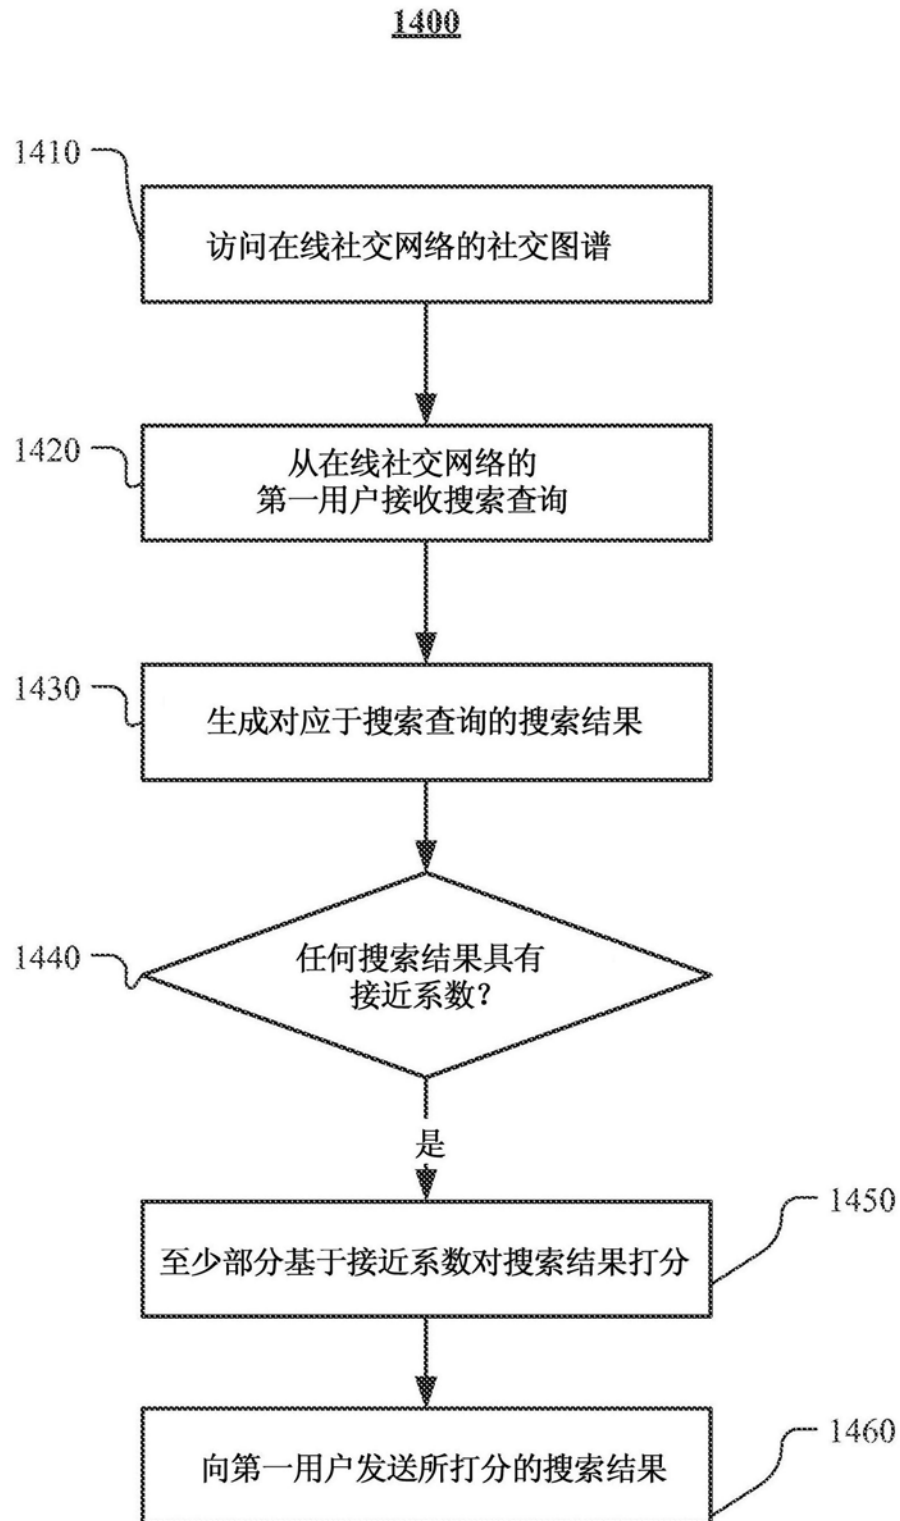 1400
1410
访问在线社交网络的社交图谱
1420
从在线社交网络的
第一用户接收搜索查询
1430
生成对应于搜索查询的搜索结果
1440
任何搜索结果具有
接近系数？
是
1450
至少部分基于接近系数对搜索结果打分
1460
向第一用户发送所打分的搜索结果